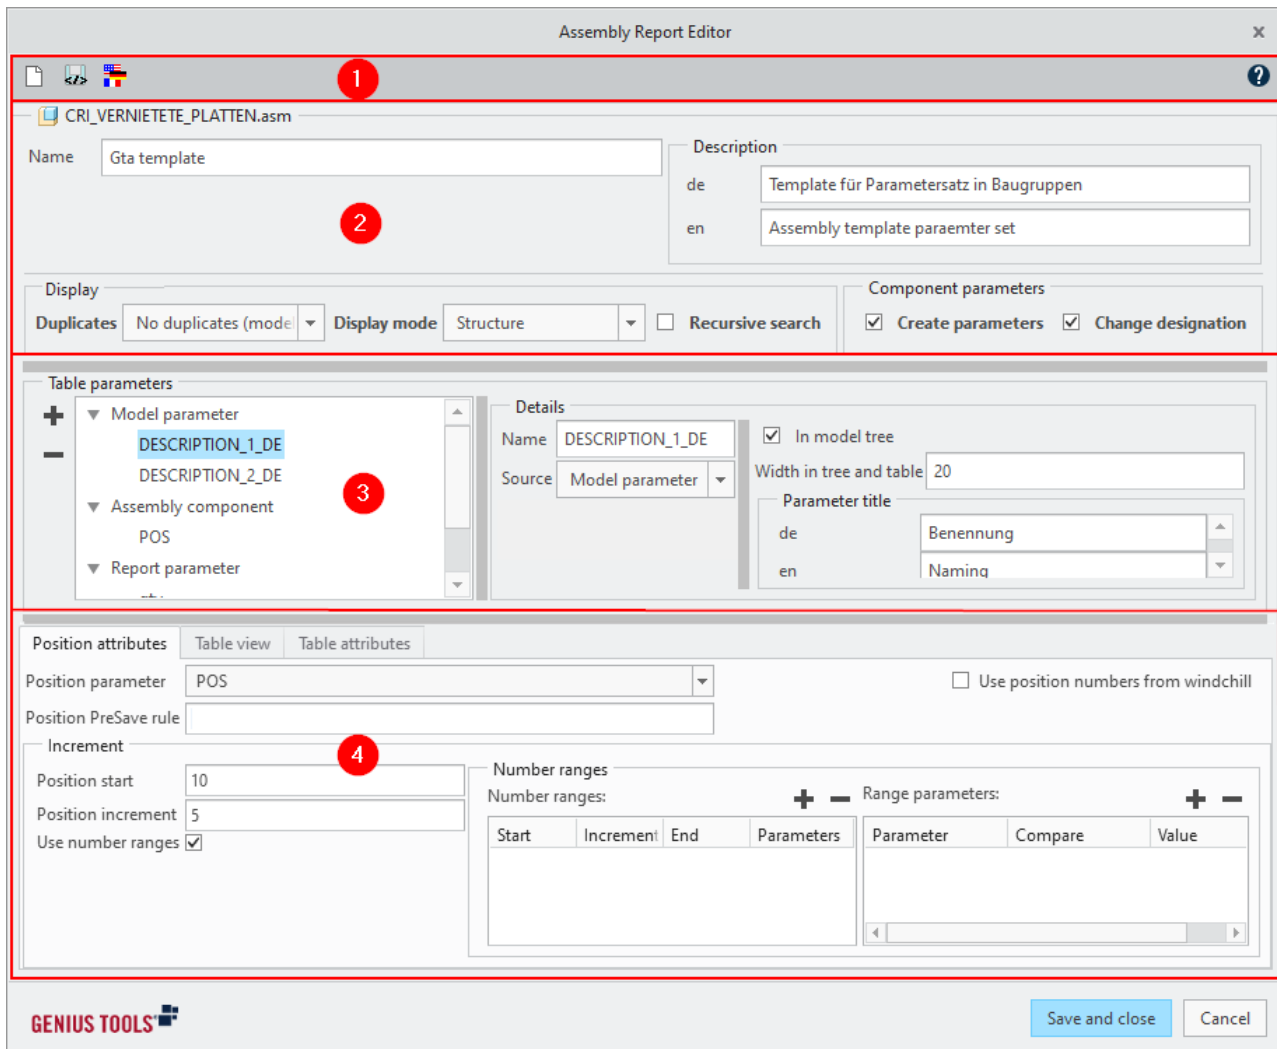 Assembly Report Editor
1
CRI_VERNIETETE_PLATTEN.asm
Name Gta template
Description
de Template für Parametersatz in Baugruppen
en Assembly template paraemter set
2
Display
Duplicates No duplicates (model Display mode Structure Recursive search
Component parameters
Create parameters Change designation
Table parameters
Model parameter
DESCRIPTION_1_DE
DESCRIPTION_2_DE
Assembly component
POS
Report parameter
3
Details
Name DESCRIPTION_1_DE
Source Model parameter
In model tree
Width in tree and table 20
Parameter title
de Benennung
en Naming
Position attributes Table view Table attributes
Position parameter POS
Use position numbers from windchill
Position PreSave rule
Increment
4
Position start 10
Position increment 5
Use number ranges
Number ranges
Number ranges:
Start Increment End Parameters
Range parameters:
Parameter Compare Value
GENIUS TOOLS
Save and close Cancel